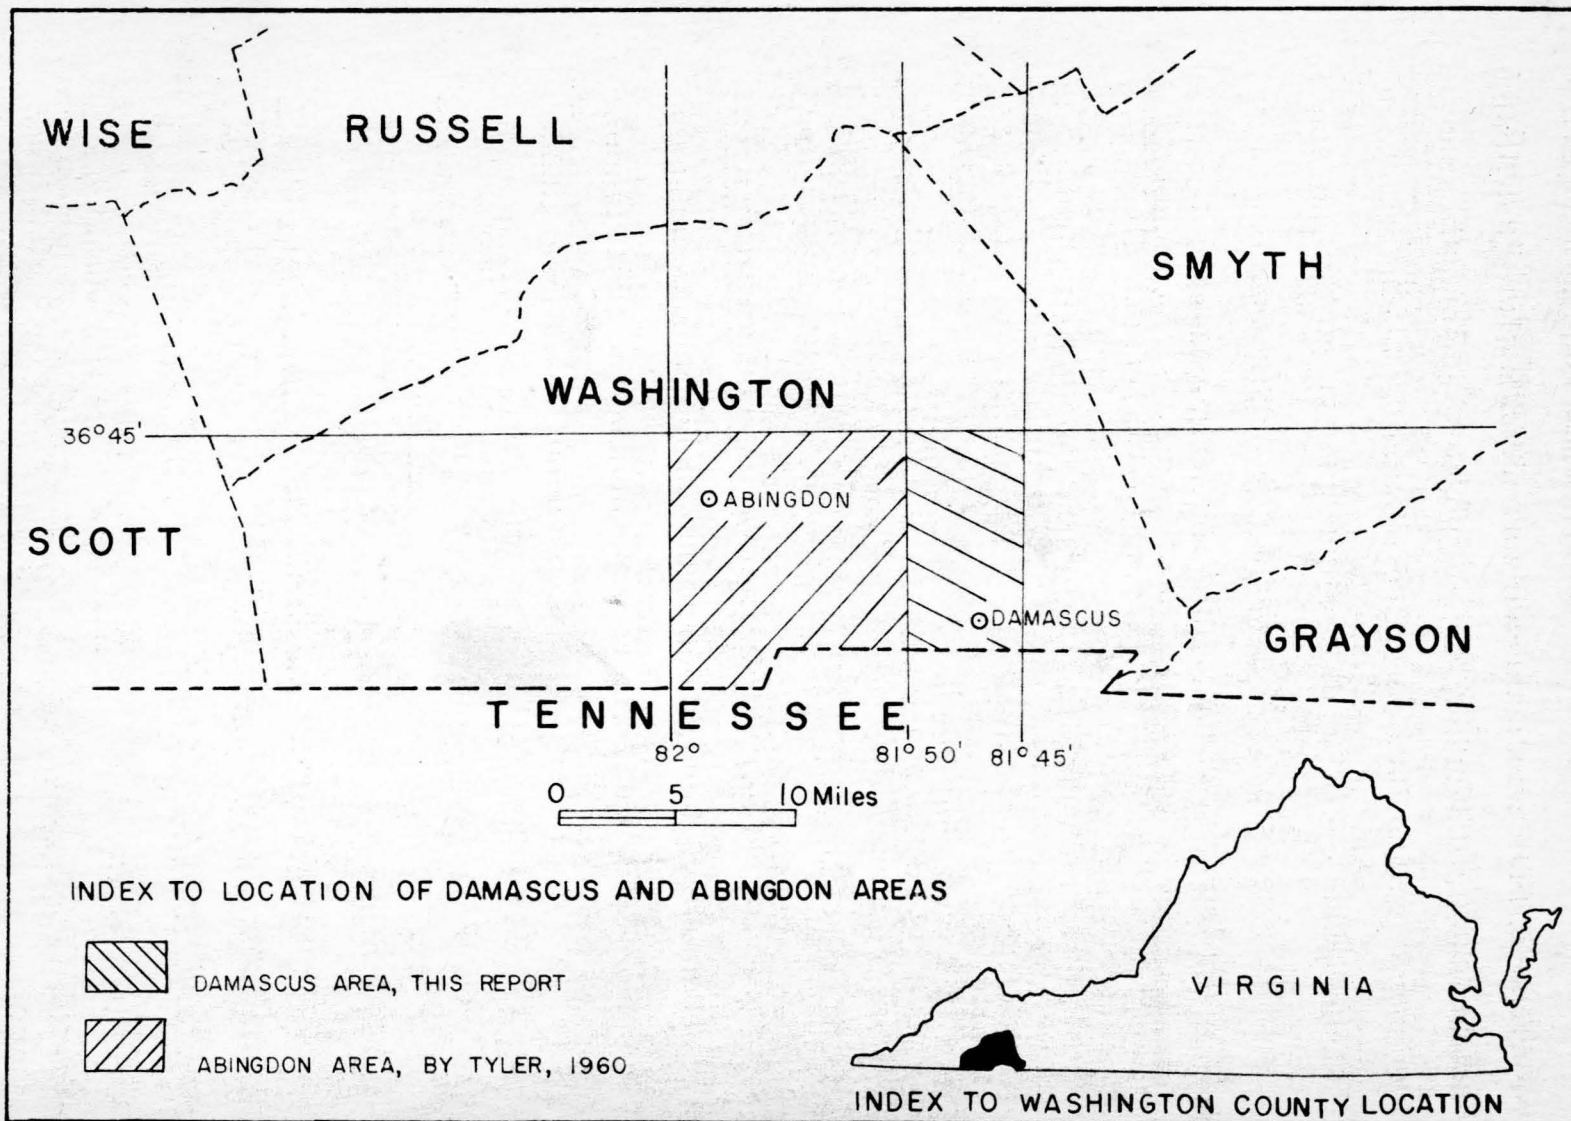 WISE
RUSSELL
SMYTH
WASHINGTON
36°45'
ABINGDON
SCOTT
DAMASCUS
GRAYSON
TENNESSEE
82°
81° 50'
81° 45'
0 5 10 Miles
INDEX TO LOCATION OF DAMASCUS AND ABINGDON AREAS
DAMASCUS AREA, THIS REPORT
ABINGDON AREA, BY TYLER, 1960
VIRGINIA
INDEX TO WASHINGTON COUNTY LOCATION